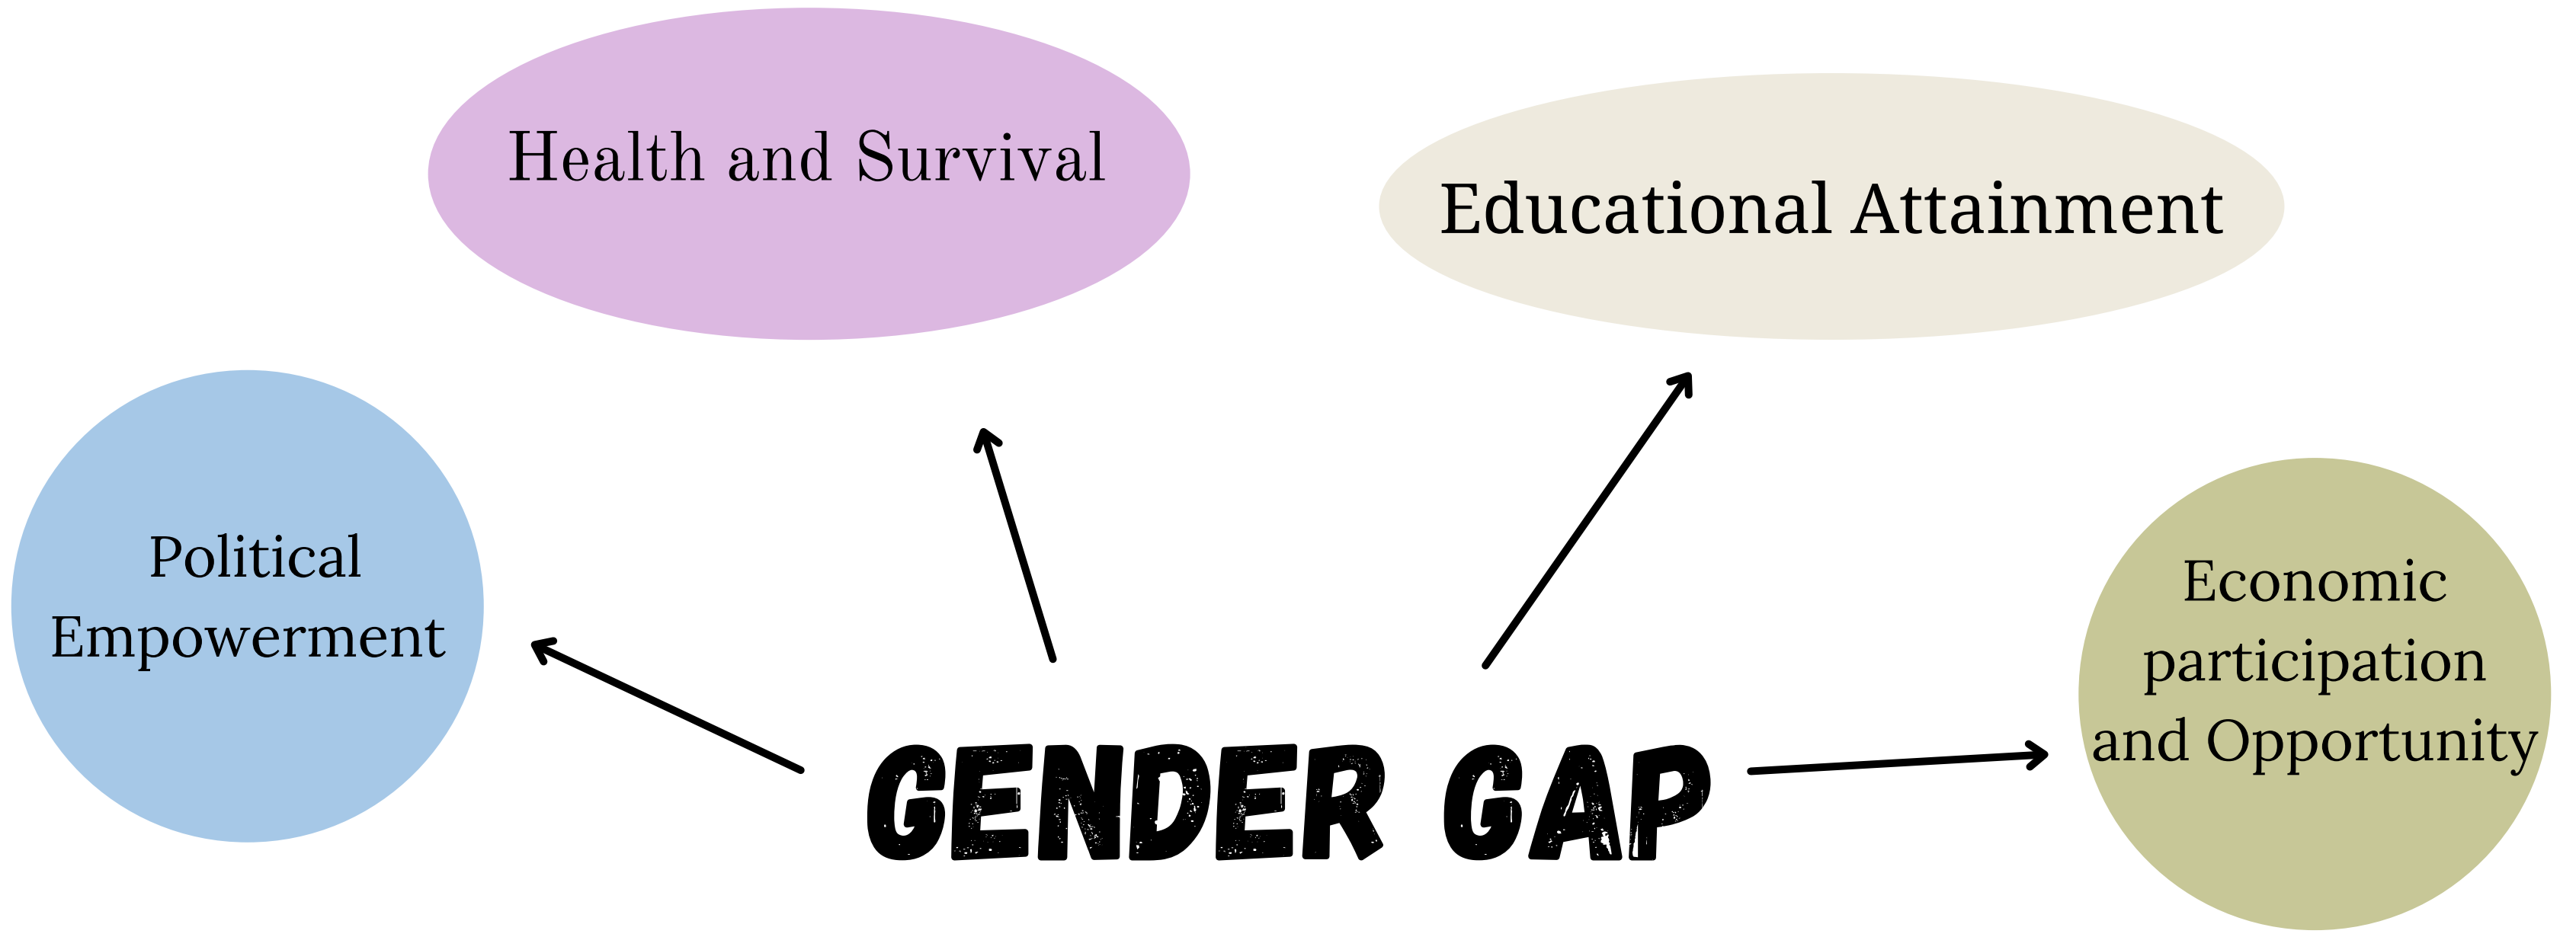 Health and Survival
Educational Attainment
Political
Empowerment
Economic
participation
and Opportunity
GENDER GAP